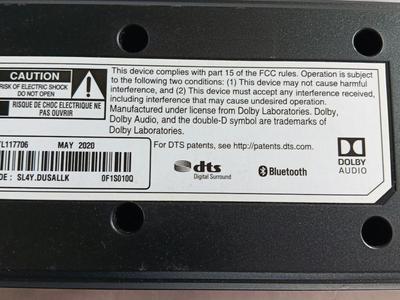 CAUTION
RISK OF ELECTRIC SHOCK
DO NOT OPEN
RISQUE DE CHOC ELECTRIQUE NE
PAS OUVRIR
This device complies with part 15 of the FCC rules. Operation is subject
to the following two conditions: (1) This device may not cause harmful
interference, and (2) This device must accept any interference received,
including interference that may cause undesired operation.
Manufactured under license from Dolby Laboratories. Dolby,
Dolby Audio, and the double-D symbol are trademarks of
Dolby Laboratories.
For DTS patents, see http://patents.dts.com.
L117706 MAY 2020
DE : SL4Y.DUSALLK 0F1S010Q
dts
Digital Surround
Bluetooth
DOLBY
AUDIO